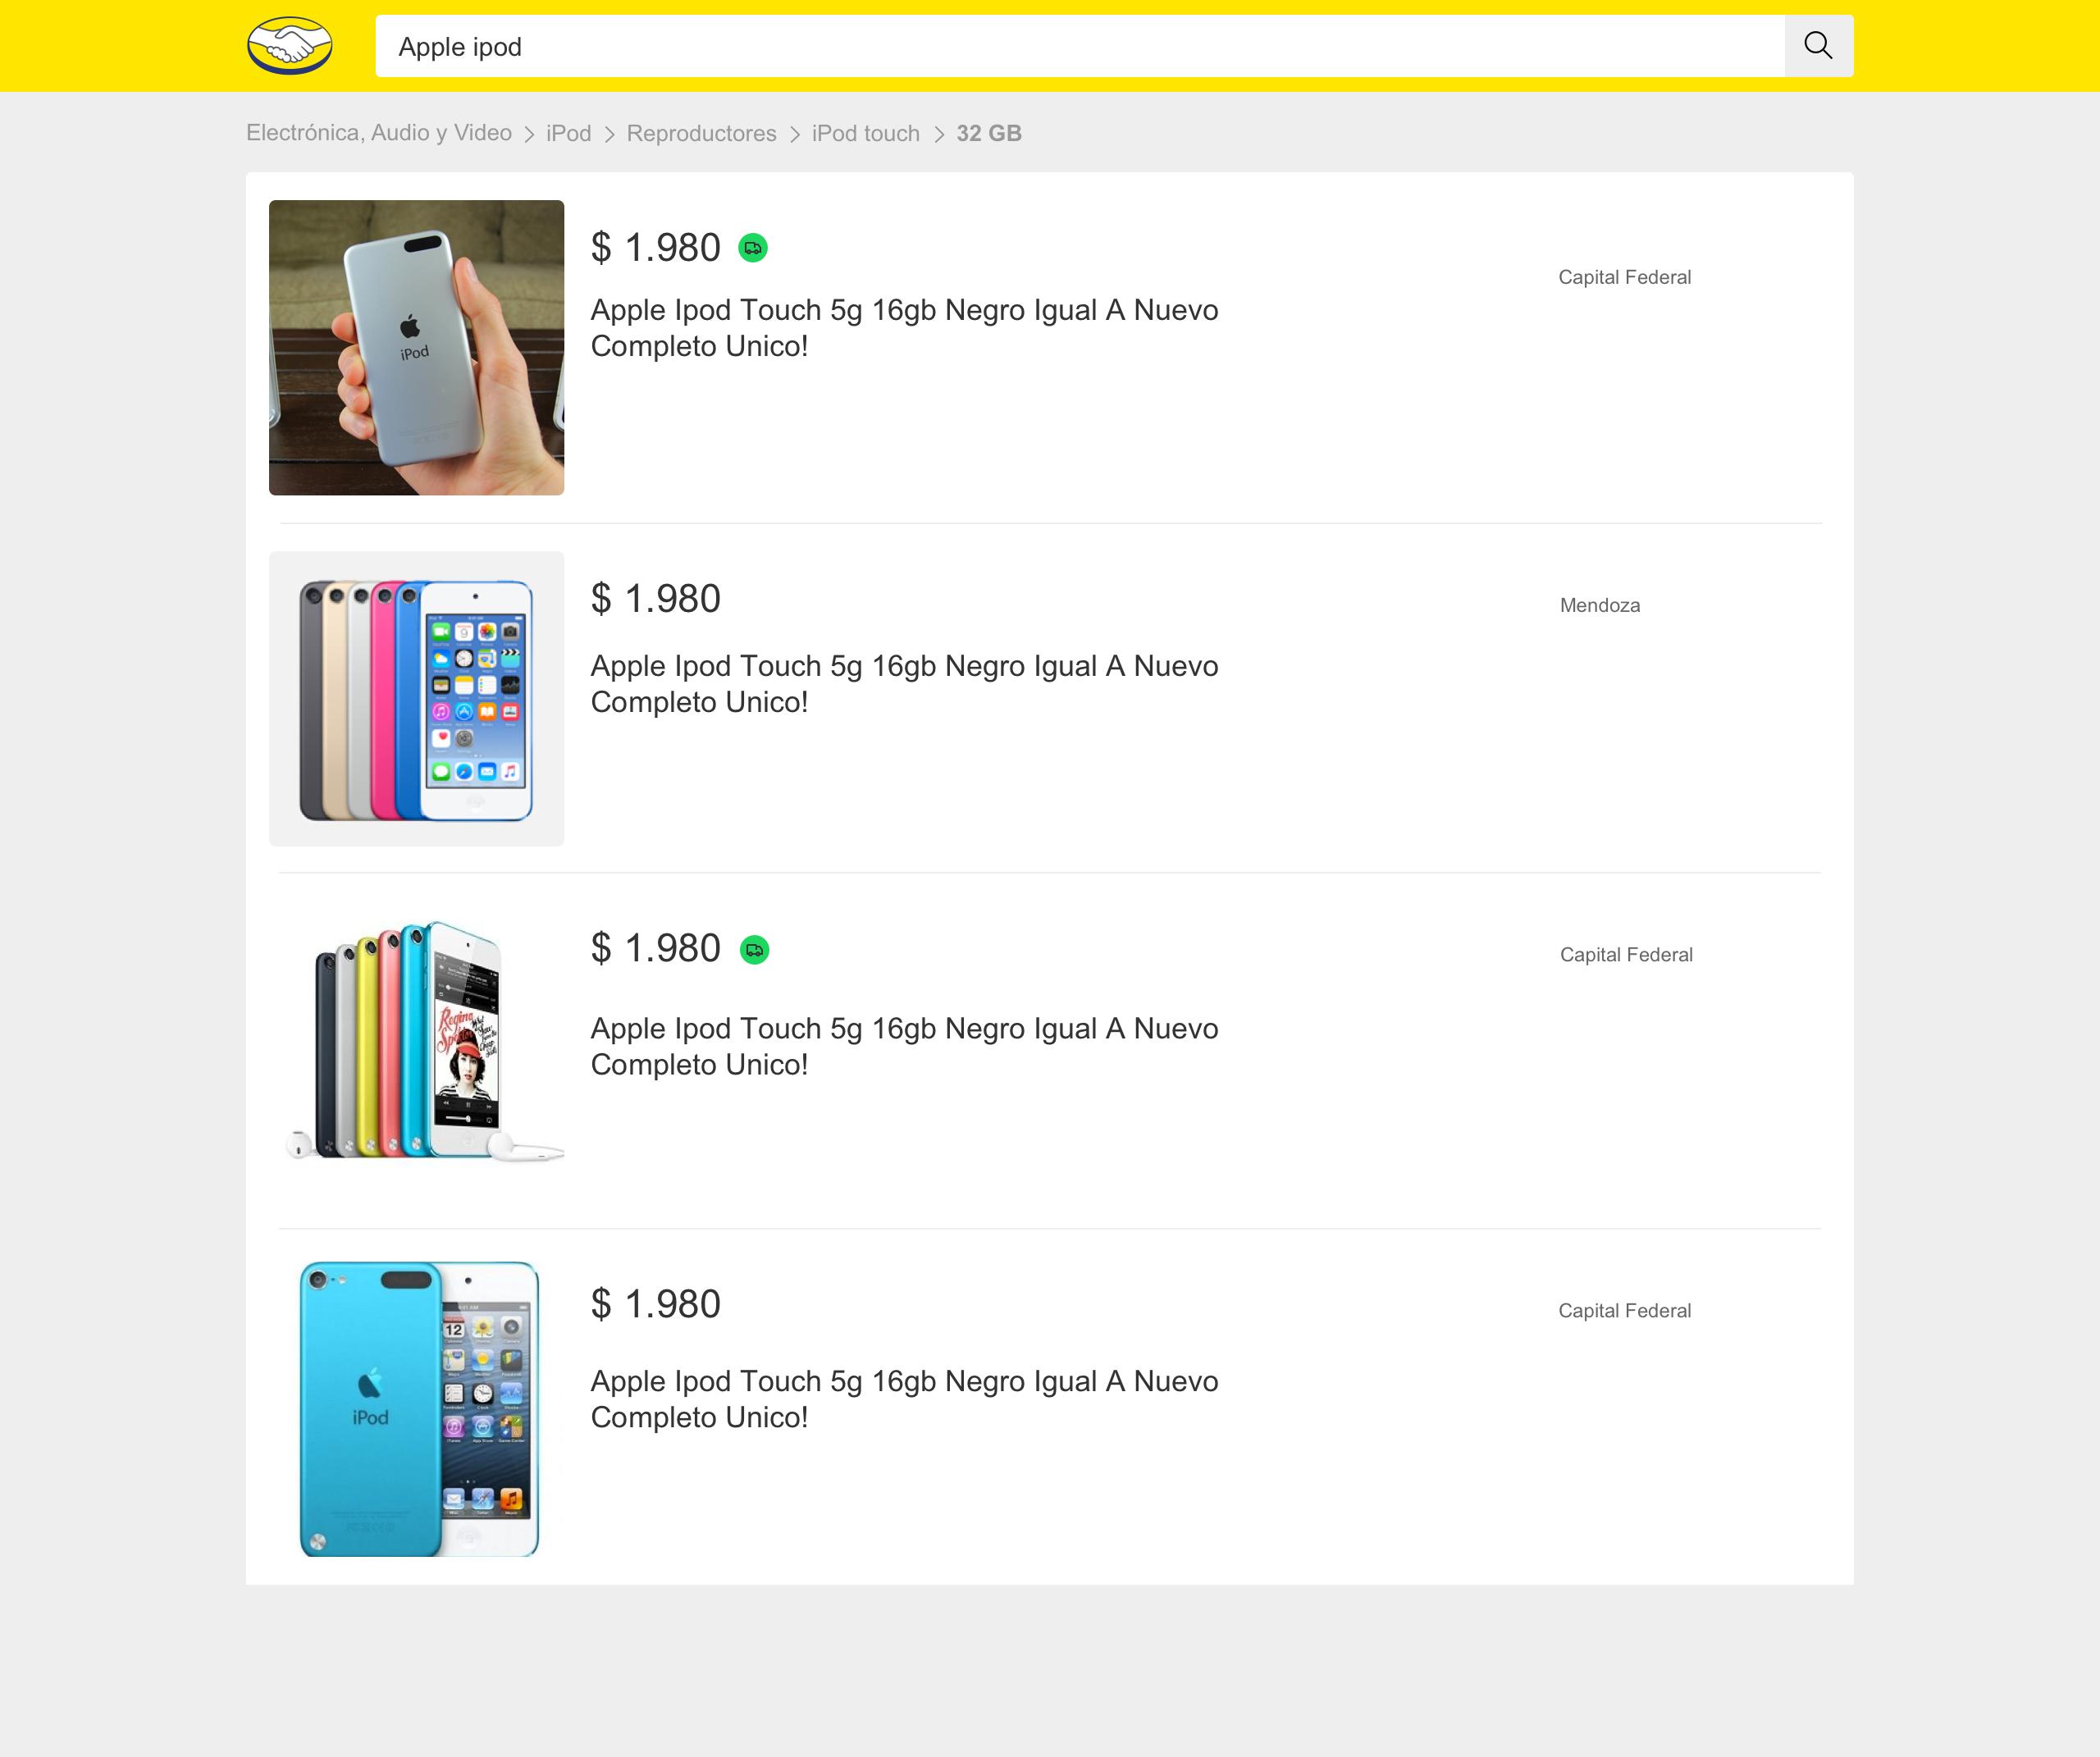 Apple ipod
Electrónica, Audio y Video > iPod > Reproductores > iPod touch > 32 GB
iPod
$ 1.980
Capital Federal
Apple Ipod Touch 5g 16gb Negro Igual A Nuevo
Completo Unico!
$ 1.980
Mendoza
Apple Ipod Touch 5g 16gb Negro Igual A Nuevo
Completo Unico!
Regina
$ 1.980
Capital Federal
Apple Ipod Touch 5g 16gb Negro Igual A Nuevo
Completo Unico!
12
iPod
$ 1.980
Capital Federal
Apple Ipod Touch 5g 16gb Negro Igual A Nuevo
Completo Unico!